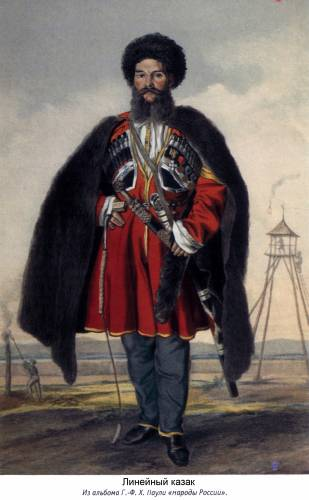 Линейный казак
Из альбома Г.-Ф. Х. Паули «Народы России».